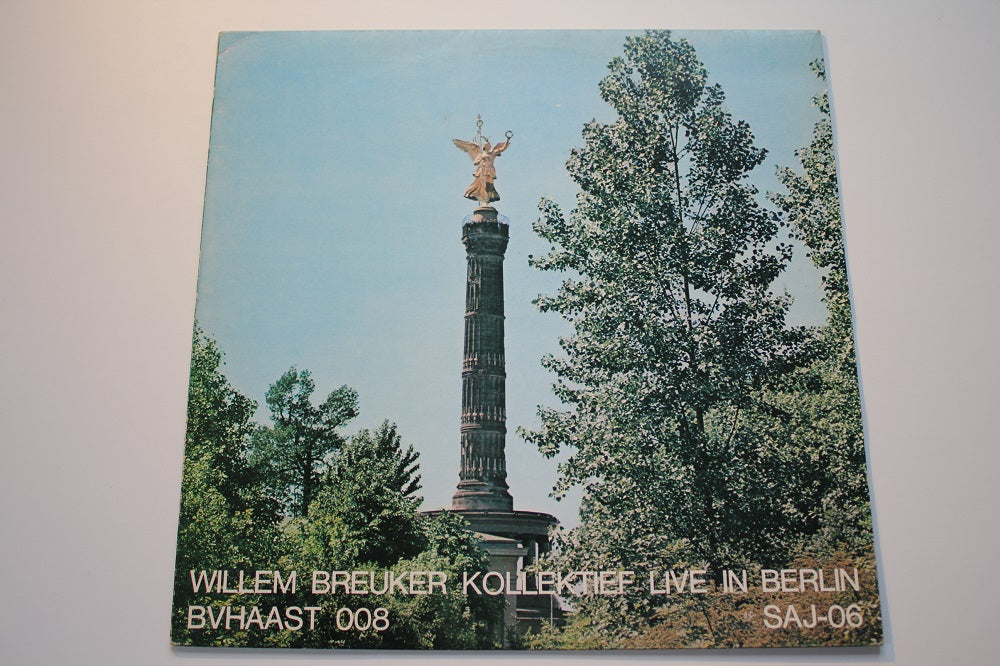 WILLEM BREUKER KOLLEKTIEF LIVE IN BERLIN
BVHAAST 008 SAJ-06